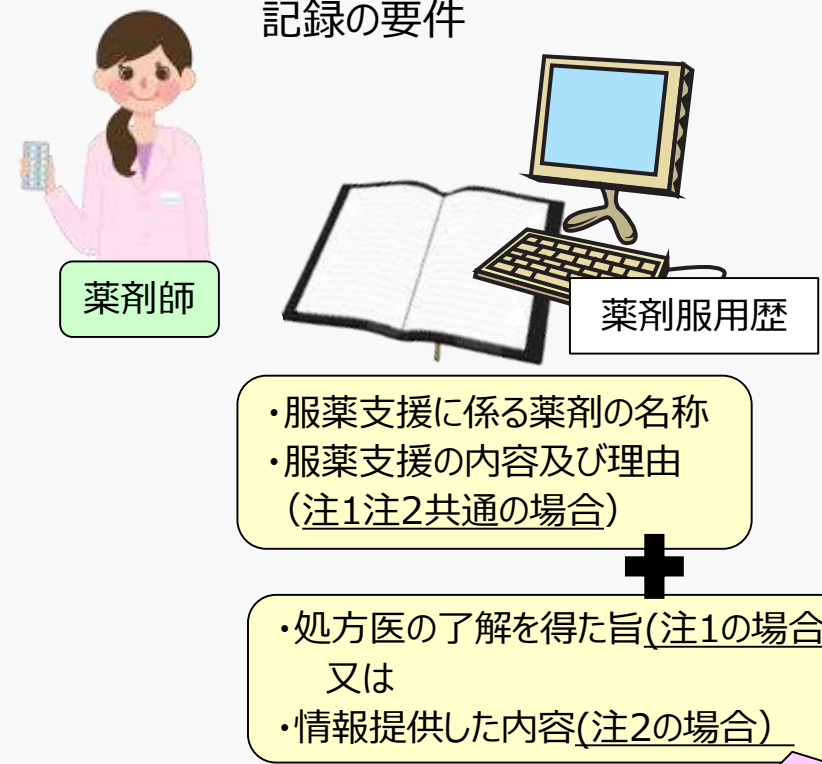 記録の要件
薬剤師
薬剤服用歴
・服薬支援に係る薬剤の名称
・服薬支援の内容及び理由
（注1注2共通の場合）
・処方医の了解を得た旨(注1の場合
又は
・情報提供した内容(注2の場合）